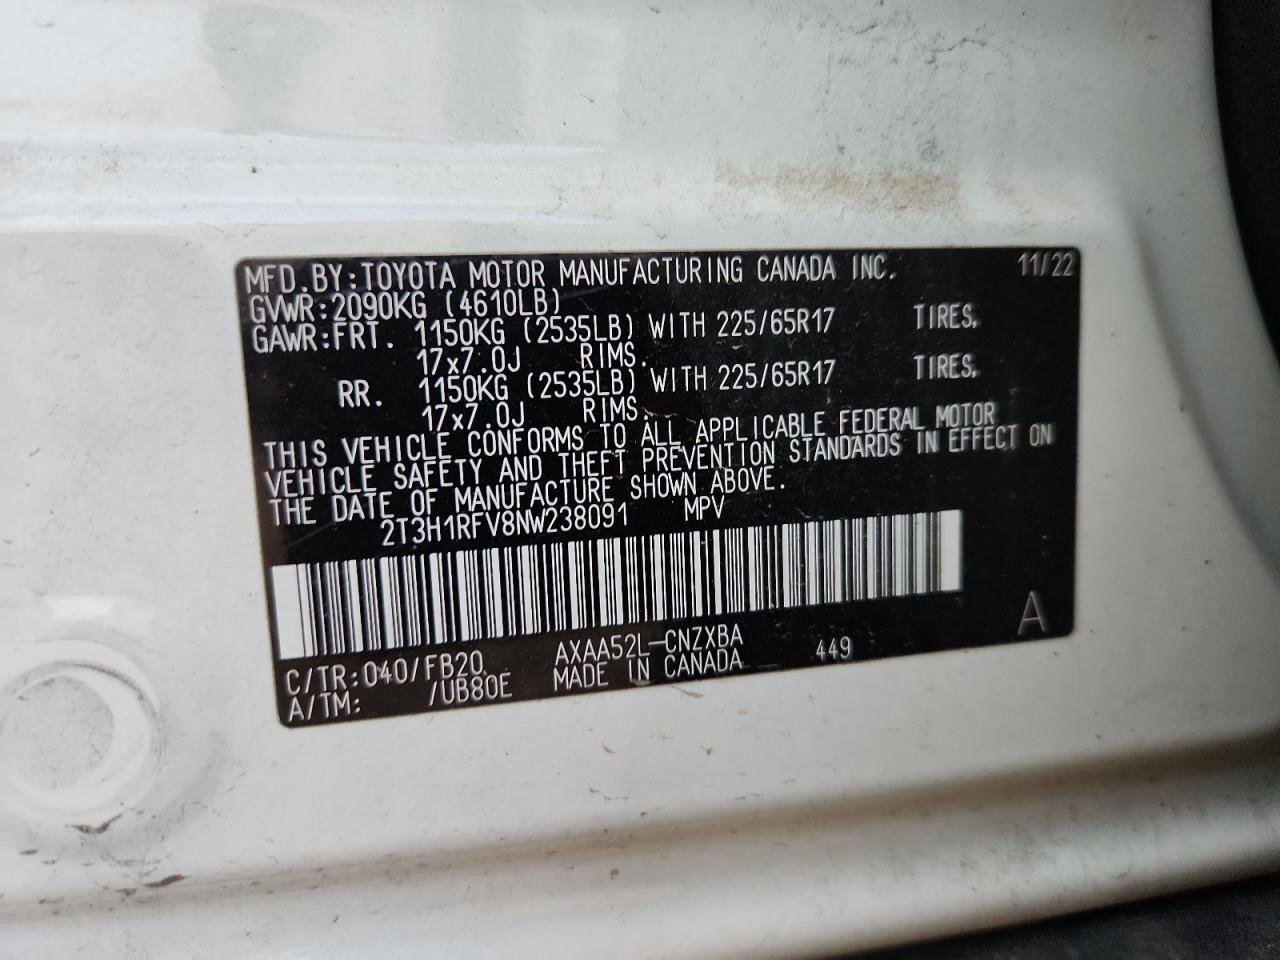 MFD.BY:TOYOTA MOTOR MANUFACTURING CANADA INC. 11/22
GVWR:2090KG (4610LB)
GAWR:FRT. 1150KG (2535LB) WITH 225/65R17 TIRES,
17x7.0J RIMS.
RR. 1150KG (2535LB) WITH 225/65R17 TIRES,
17x7.0J RIMS.
THIS VEHICLE CONFORMS TO ALL APPLICABLE FEDERAL MOTOR
VEHICLE SAFETY AND THEFT PREVENTION STANDARDS IN EFFECT ON
THE DATE OF MANUFACTURE SHOWN ABOVE.
2T3H1RFV8NW238091 MPV
C/TR:040/FB20 AXAA52L-CNZXBA 449 A
A/TM: /UB80E MADE IN CANADA